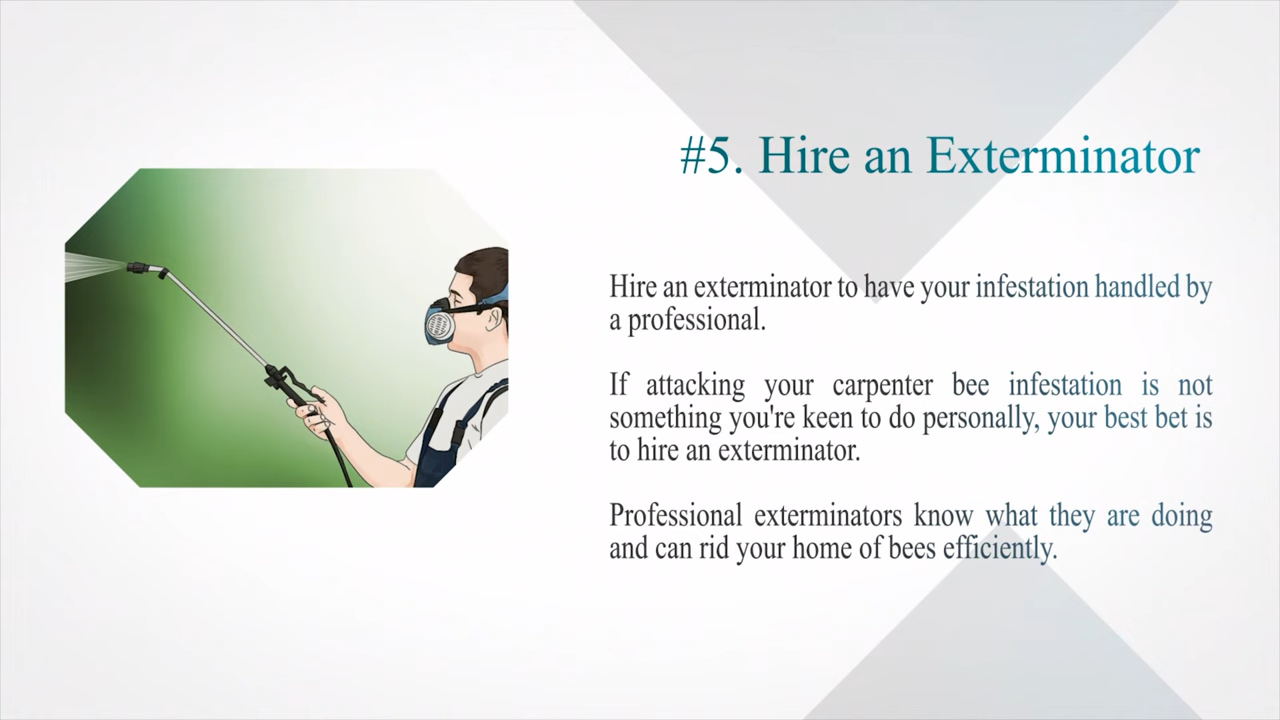 #5. Hire an Exterminator
Hire an exterminator to have your infestation handled by
a professional.
If attacking your carpenter bee infestation is not
something you're keen to do personally, your best bet is
to hire an exterminator.
Professional exterminators know what they are doing
and can rid your home of bees efficiently.